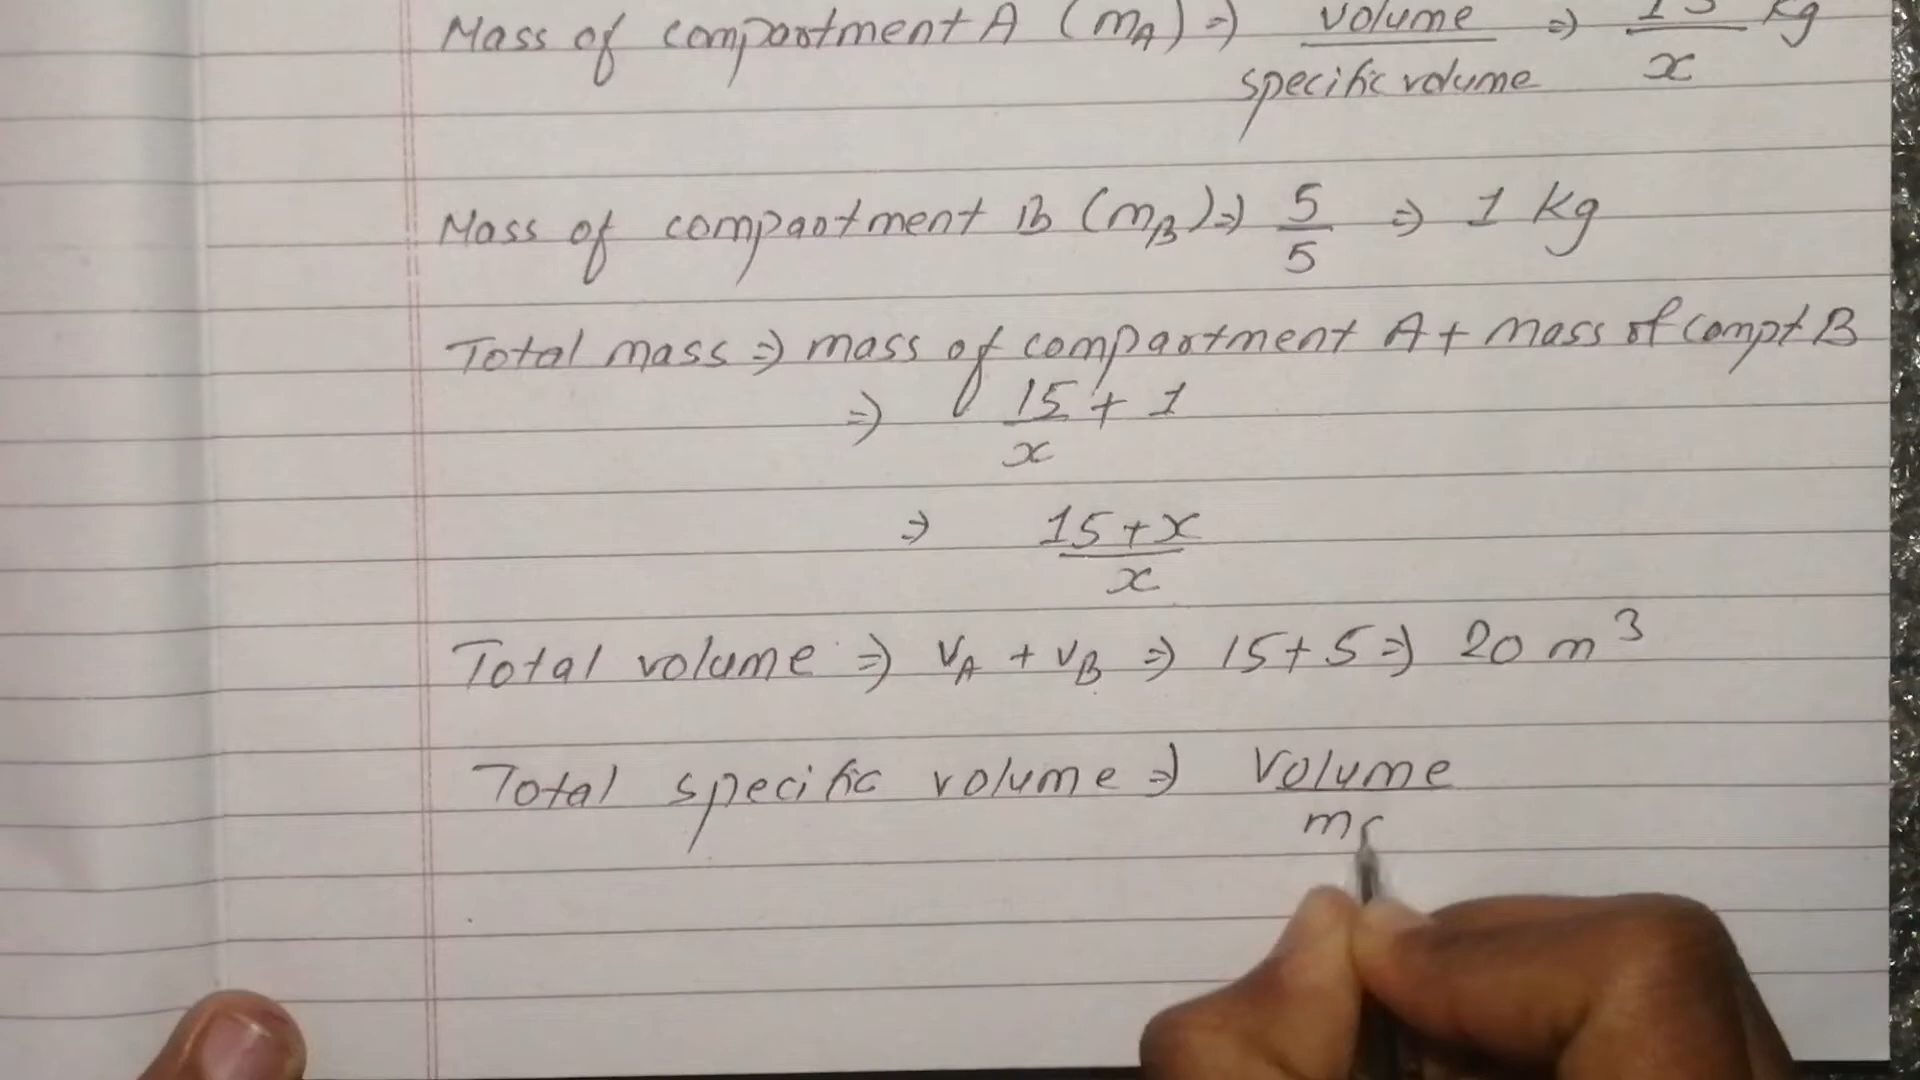 Mass of compartment A (mA) ⇒ volume / specific volume ⇒ 15 / x kg
Mass of compartment B (mB) ⇒ 5 / 5 ⇒ 1 kg
Total mass ⇒ mass of compartment A + mass of compt B
⇒ 15 / x + 1
⇒ 15 + x / x
Total volume ⇒ VA + VB ⇒ 15 + 5 ⇒ 20 m³
Total specific volume ⇒ Volume / m